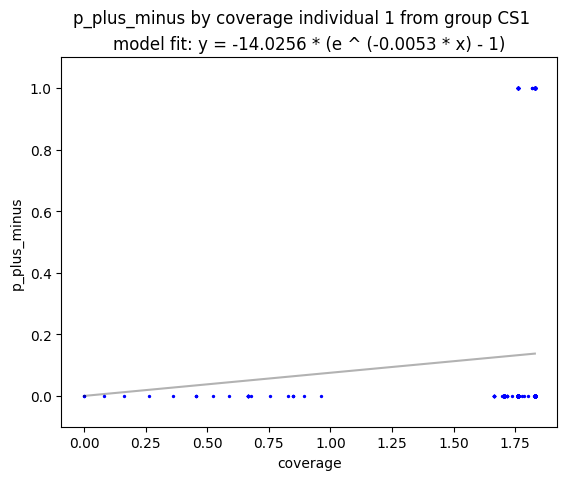 p_plus_minus by coverage individual 1 from group CS1
model fit: y = -14.0256 * (e ^ (-0.0053 * x) - 1)
1.0
0.8
0.6
0.4
0.2
0.0
p_plus_minus
0.00 0.25 0.50 0.75 1.00 1.25 1.50 1.75
coverage